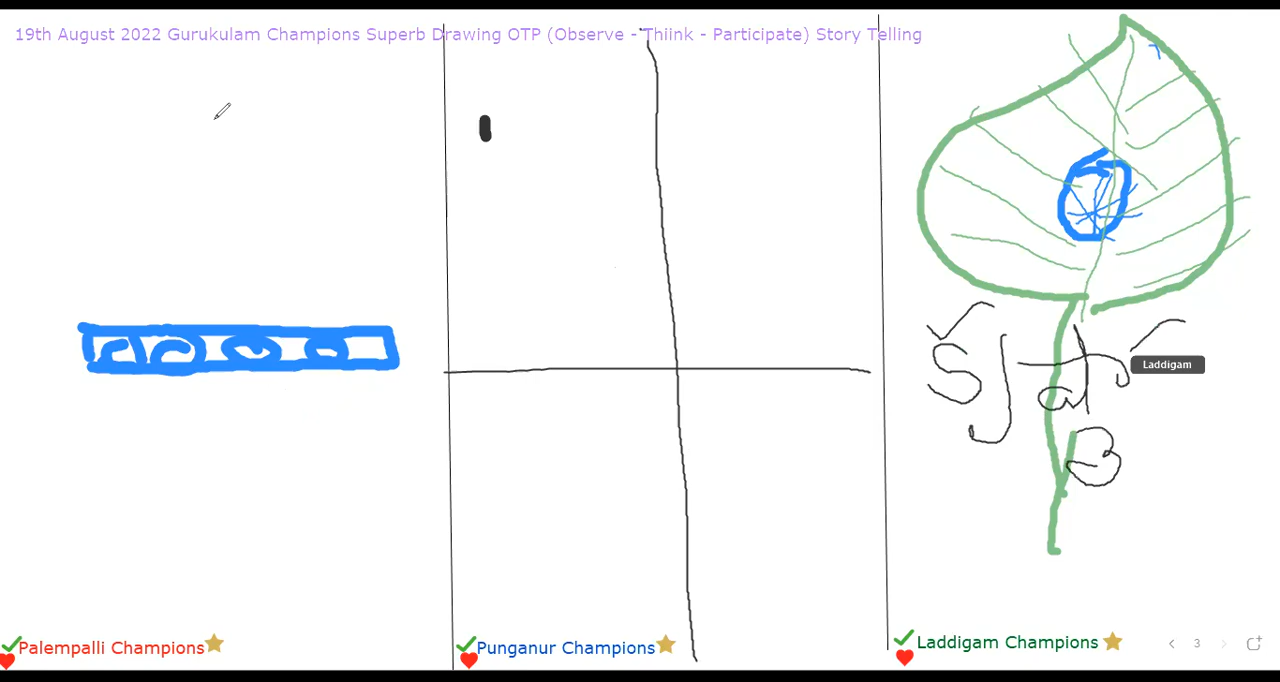 19th August 2022 Gurukulam Champions Superb Drawing OTP (Observe - Thiink - Participate) Story Telling
Laddigam
3
Palempalli Champions
Punganur Champions
Laddigam Champions
3